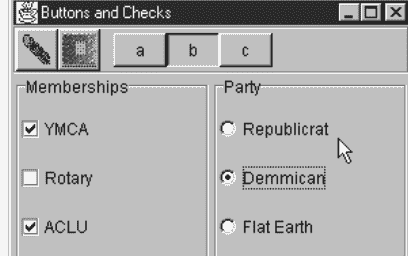 Buttons and Checks
a b c
Memberships Party
YMCA Republicrat
Rotary Demmican
ACLU Flat Earth